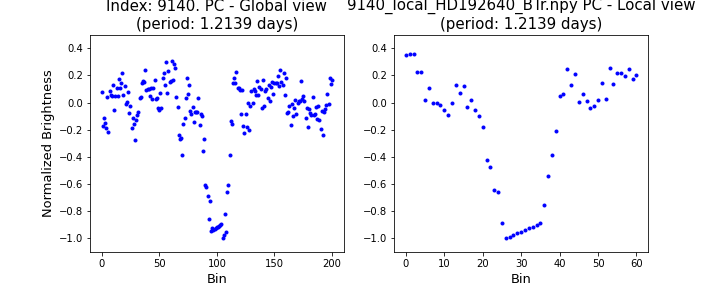 Index: 9140. PC - Global view
(period: 1.2139 days)
9140_local_HD192640_BTr.npy PC - Local view
(period: 1.2139 days)
Normalized Brightness
0.4
0.2
0.0
−0.2
−0.4
−0.6
−0.8
−1.0
0 50 100 150 200
Bin
0.4
0.2
0.0
−0.2
−0.4
−0.6
−0.8
−1.0
0 10 20 30 40 50 60
Bin